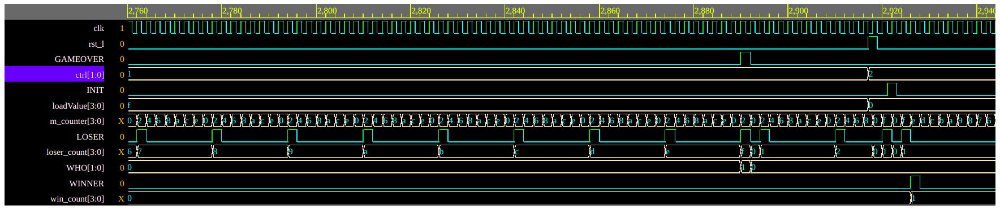 2,760 2,780 2,800 2,820 2,840 2,860 2,880 2,900 2,920 2,940
clk 1
rst_l 0
GAMEOVER 0
ctrl[1:0] 0 1 2
INIT 0
loadValue[3:0] 0 f 0
m_counter[3:0] X 0 2 4 6 8 a c e 0 2 4 6 8 a c e 0 2 4 6 8 a c e 0 2 4 6 8 a c e 0 2 4 6 8 a c e 0 2 4 6 8 a c e 0 2 4 6 8 a c e 0 2 4 6 8 a c e 0 2 0 2 4 6 8 a c e 0 2 4 6 8 0 f 0 f e d c b a 9 8 7 6
LOSER 0
loser_count[3:0] X 6 7 8 9 a b c d e f 0 1 2 0 1 0 1
WHO[1:0] 0 0 1 0
WINNER 0
win_count[3:0] X 0 1